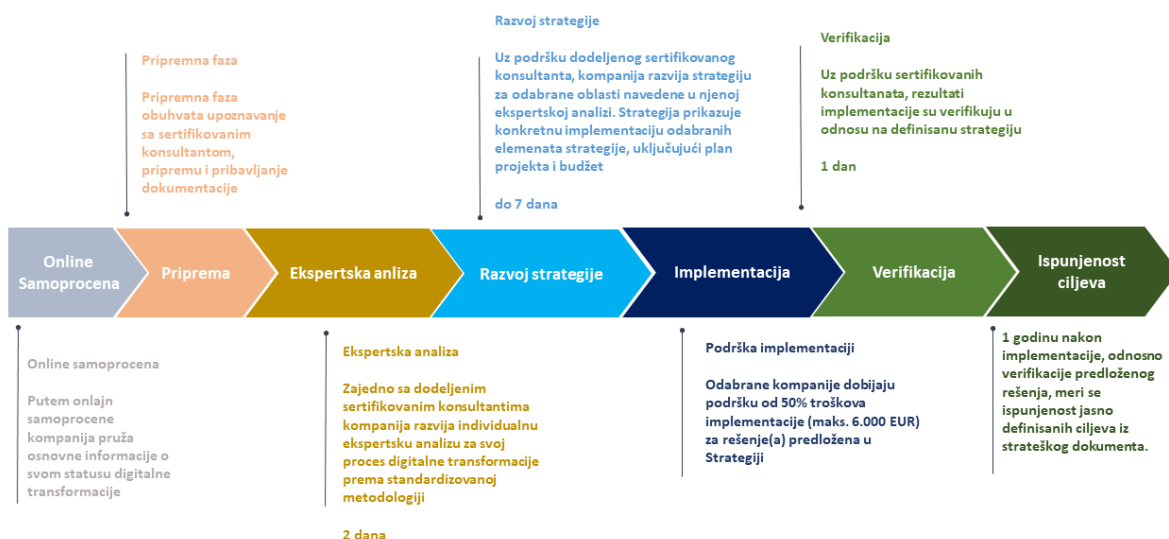 Razvoj strategije
Uz podršku dodeljenog sertifikovanog
konsultanta, kompanija razvija strategiju
za odabrane oblasti navedene u njenoj
ekspertskoj analizi. Strategija prikazuje
konkretnu implementaciju odabranih
elemenata strategije, uključujući plan
projekta i budžet
do 7 dana
Verifikacija
Uz podršku sertifikovanih
konsultanata, rezultati
implementacije su verifikuju u
odnosu na definisanu strategiju
1 dan
Pripremna faza
Pripremna faza
obuhvata upoznavanje
sa sertifikovanim
konsultantom,
pripremu i pribavljanje
dokumentacije
Online
Samoprocena
Priprema
Ekspertska anliza
Razvoj strategije
Implementacija
Verifikacija
Ispunjenost
ciljeva
Online samoprocena
Putem onlajn
samoprocene
kompanija pruža
osnovne informacije o
svom statusu digitalne
transformacije
Ekspertska analiza
Zajedno sa dodeljenim
sertifikovanim konsultantima
kompanija razvija individualnu
ekspertsku analizu za svoj
proces digitalne transformacije
prema standardizovanoj
metodologiji
2 dana
Podrška implementaciji
Odabrane kompanije dobijaju
podršku od 50% troškova
implementacije (maks. 6.000 EUR)
za rešenje(a) predložena u
Strategiji
1 godinu nakon
implementacije, odnosno
verifikacije predloženog
rešenja, meri se
ispunjenost jasno
definisanih ciljeva iz
strateškog dokumenta.